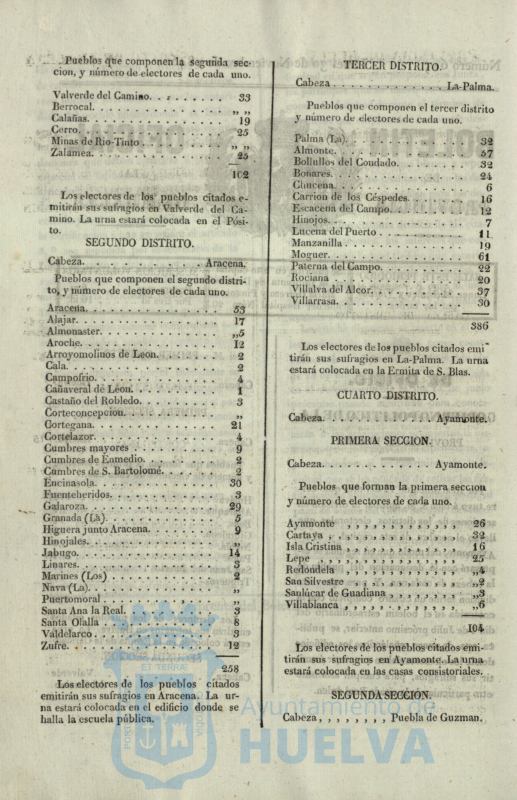 Pueblos que componen la segunda sec-
cion, y número de electores de cada uno.
Valverde del Camino. . . . . . . . 33
Berrocal. . . . . . . . . . . . . „ „
Calañas. . . . . . . . . . . . . 19
Cerro. . . . . . . . . . . . . . 25
Minas de Rio-Tinto . . . . . . . . „ „
Zalamea. . . . . . . . . . . . . 25
102
Los electores de los pueblos citados e-
mitirán sus sufragios en Valverde del Ca-
mino. La urna estará colocada en el Pósi-
to.
SEGUNDO DISTRITO.
Cabeza. . . . . . . . . . . Aracena.
Pueblos que componen el segundo distri-
to, y número de electores de cada uno.
Aracena. . . . . . . . . . . . . 53
Alajar. . . . . . . . . . . . . . 17
Almonaster. . . . . . . . . . . . „5
Aroche. . . . . . . . . . . . . . 12
Arroyomolinos de Leon. . . . . . . 2
Cala. . . . . . . . . . . . . . . 2
Campofrio. . . . . . . . . . . . 4
Cañaveral de Léon. . . . . . . . . 1
Castaño del Robledo. . . . . . . . 3
Corteconcepcion. . . . . . . . . . „
Cortegana. . . . . . . . . . . . 21
Cortelazor. . . . . . . . . . . . 4
Cumbres mayores . . . . . . . . . 9
Cumbres de Enmedio. . . . . . . . 2
Cumbres de S. Bartolomé. . . . . . 2
Encinasola. . . . . . . . . . . . 30
Fuenteheridos. . . . . . . . . . . 3
Galaroza. . . . . . . . . . . . . 29
Granada (La) . . . . . . . . . . . 5
Higuera junto Aracena. . . . . . . 9
Hinojales. . . . . . . . . . . . . „
Jabugo. . . . . . . . . . . . . . 14
Linares. . . . . . . . . . . . . . 3
Marines (Los) . . . . . . . . . . 2
Nava (La). . . . . . . . . . . . . „
Puertomoral . . . . . . . . . . . „
Santa Ana la Real. . . . . . . . . 3
Santa Olalla . . . . . . . . . . . 8
Valdelarco. . . . . . . . . . . . 3
Zufre. . . . . . . . . . . . . . . 12
258
Los electores de los pueblos citados
emitirán sus sufragios en Aracena. La ur-
na estará colocada en el edificio donde se
halla la escuela pública.
TERCER DISTRITO.
Cabeza . . . . . . . . . . . La-Palma.
Pueblos que componen el tercer distrito
y número de electores de cada uno.
Palma (La). . . . . . . . . . . . 32
Almonte. . . . . . . . . . . . . 57
Bollullos del Condado. . . . . . . 32
Bonares. . . . . . . . . . . . . 24
Chucena. . . . . . . . . . . . . 6
Carrion de los Céspedes. . . . . . 16
Escacena del Campo. . . . . . . . 12
Hinojos. . . . . . . . . . . . . . 7
Lucena del Puerto . . . . . . . . 11
Manzanilla . . . . . . . . . . . . 19
Moguer. . . . . . . . . . . . . . 61
Paterna del Campo. . . . . . . . . 22
Rociana . . . . . . . . . . . . . 20
Villalva del Alcor. . . . . . . . . 37
Villarrasa. . . . . . . . . . . . 30
386
Los electores de los pueblos citados emi-
tirán sus sufragios en La-Palma. La urna
estará colocada en la Ermita de S. Blas.
CUARTO DISTRITO.
Cabeza. . . . . . . . . . . Ayamonte.
PRIMERA SECCION.
Cabeza. . . . . . . . . . . Ayamonte.
Pueblos que forman la primera seccion
y número de electores de cada uno.
Ayamonte , , , , , , , , , , , 26
Cartaya , , , , , , , , , , , , 32
Isla Cristina , , , , , , , , , , 16
Lepe , , , , , , , , , , , , , 25
Redondela , , , , , , , , , , „4
San Silvestre , , , , , , , , , „2
Sanlúcar de Guadiana , , , , , , , „3
Villablanca , , , , , , , , , , , „6
104
Los electores de los pueblos citados emi-
tirán sus sufragios en Ayamonte. La urna
estará colocada en las casas consistoriales.
SEGUNDA SECCIÓN.
Cabeza , , , , , , , , Puebla de Guzman.
Ayuntamiento de
HUELVA